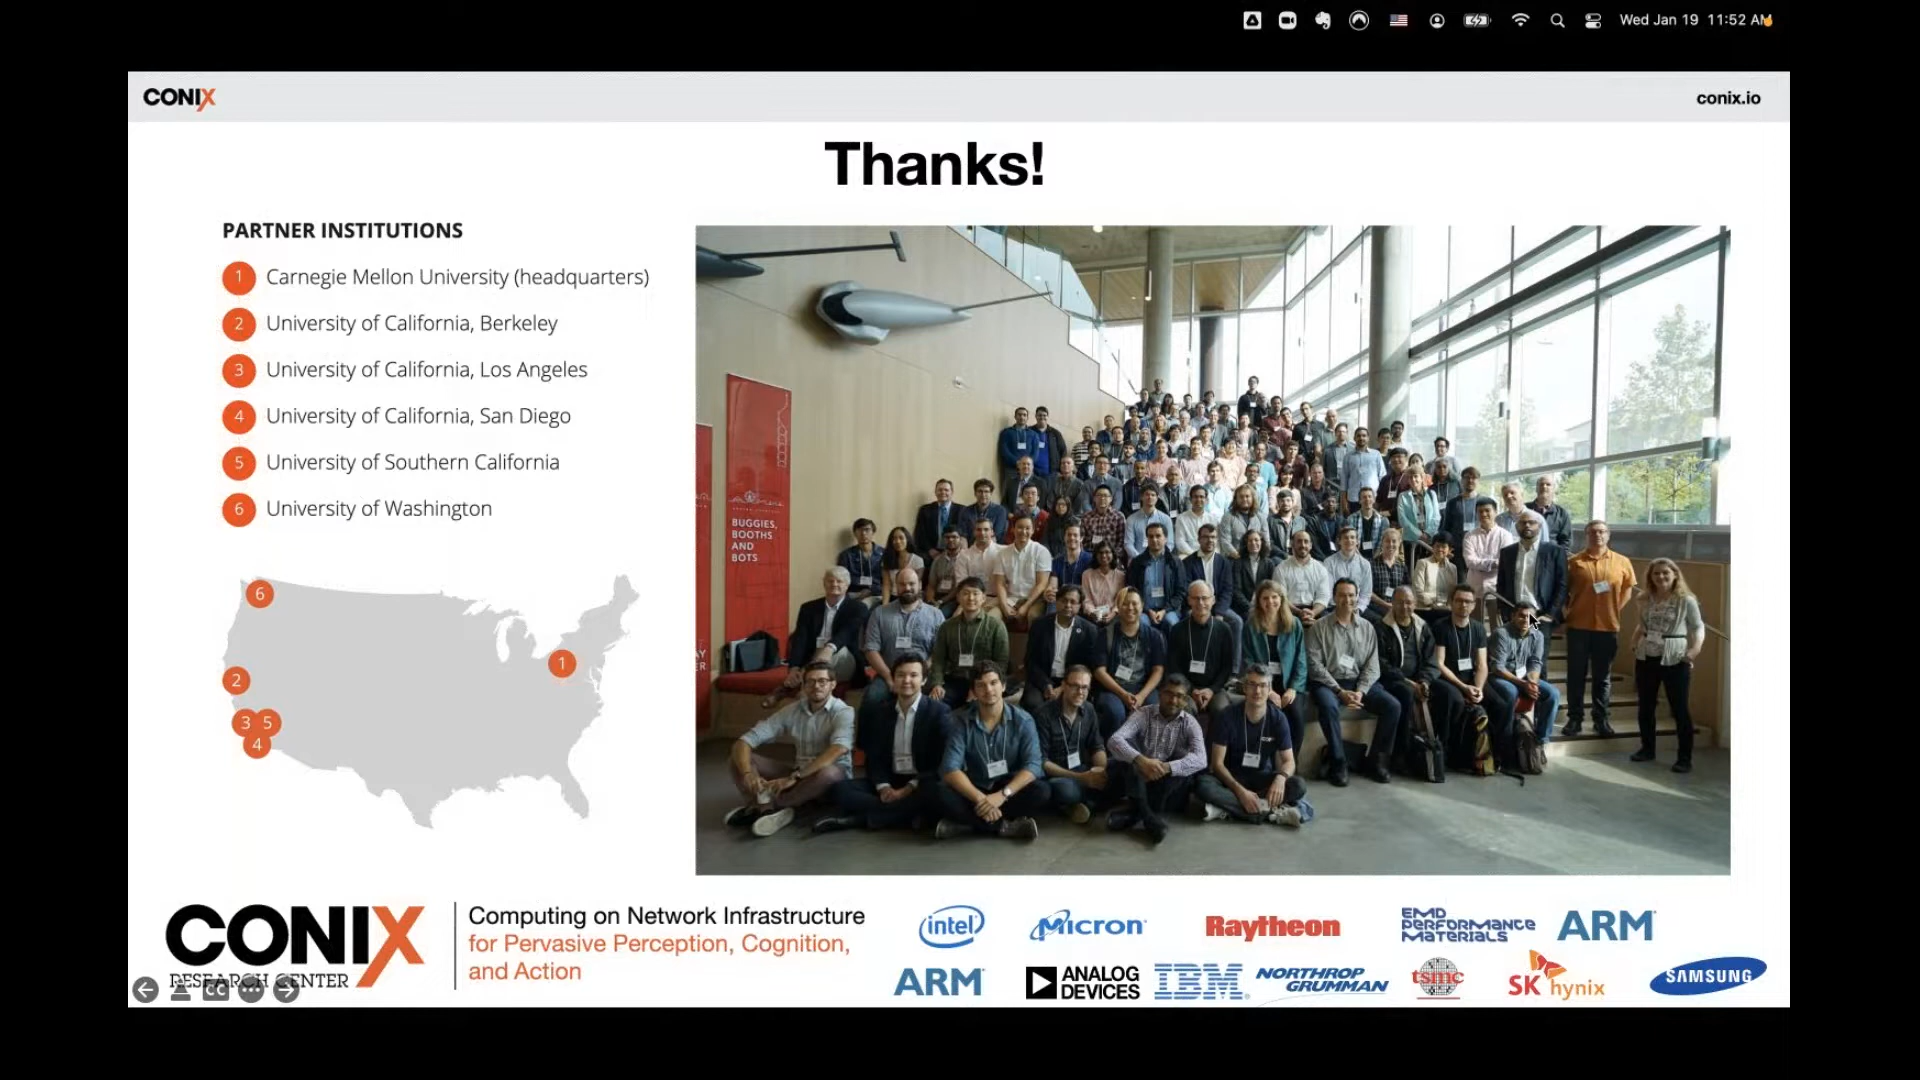 Wed Jan 19 11:52 AM
CONIX
conix.io
Thanks!
PARTNER INSTITUTIONS
1 Carnegie Mellon University (headquarters)
2 University of California, Berkeley
3 University of California, Los Angeles
4 University of California, San Diego
5 University of Southern California
6 University of Washington
6
1
2
3 5
4
BUGGIES,
BOOTHS
AND
BOTS
CONIX
RESEARCH CENTER
Computing on Network Infrastructure
for Pervasive Perception, Cognition,
and Action
intel Micron Raytheon EMD PERFORMANCE MATERIALS ARM
ARM ANALOG DEVICES IBM NORTHROP GRUMMAN tsmc SK hynix SAMSUNG
CC